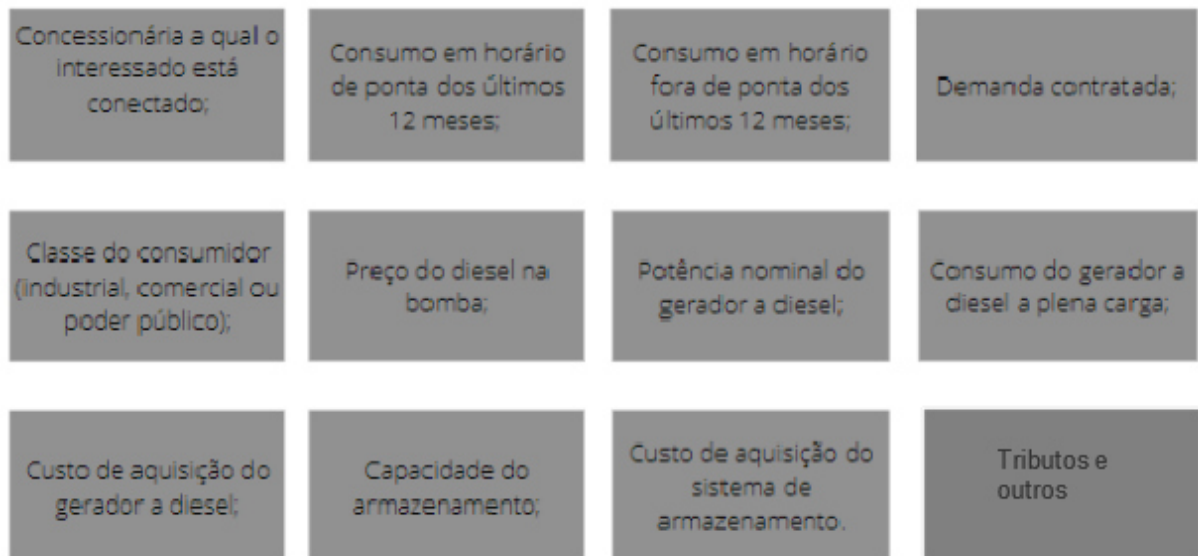 Concessionária a qual o
interessado está
conectado;
Consumo em horário
de ponta dos últimos
12 meses;
Consumo em horário
fora de ponta dos
últimos 12 meses;
Demanda contratada;
Classe do consumidor
(industrial, comercial ou
poder público);
Preço do diesel na
bomba;
Potência nominal do
gerador a diesel;
Consumo do gerador a
diesel a plena carga;
Custo de aquisição do
gerador a diesel;
Capacidade do
armazenamento;
Custo de aquisição do
sistema de
armazenamento.
Tributos e
outros